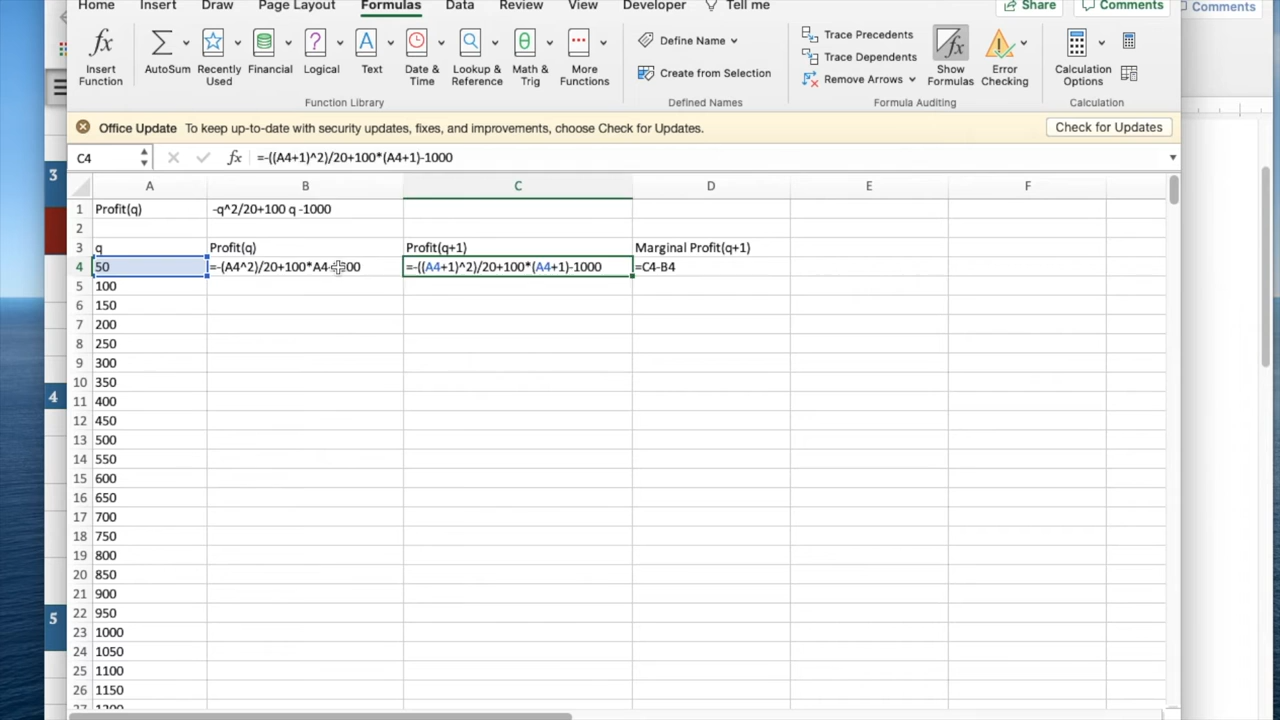 Home Insert Draw Page Layout Formulas Data Review View Developer Tell me Share Comments Comments
Insert Function
AutoSum
Recently Used
Financial
Logical
Text
Date & Time
Lookup & Reference
Math & Trig
More Functions
Define Name
Create from Selection
Trace Precedents
Trace Dependents
Remove Arrows
Show Formulas
Error Checking
Calculation Options
Function Library Defined Names Formula Auditing Calculation
Office Update To keep up-to-date with security updates, fixes, and improvements, choose Check for Updates. Check for Updates
C4 fx =-((A4+1)^2)/20+100*(A4+1)-1000
A B C D E F
1 Profit(q) -q^2/20+100 q -1000
2
3 q Profit(q) Profit(q+1) Marginal Profit(q+1)
4 50 =-((A4+1)^2)/20+100*(A4+1)-1000 =C4-B4
5 100
6 150
7 200
8 250
9 300
10 350
11 400
12 450
13 500
14 550
15 600
16 650
17 700
18 750
19 800
20 850
21 900
22 950
23 1000
24 1050
25 1100
26 1150
3
4
5